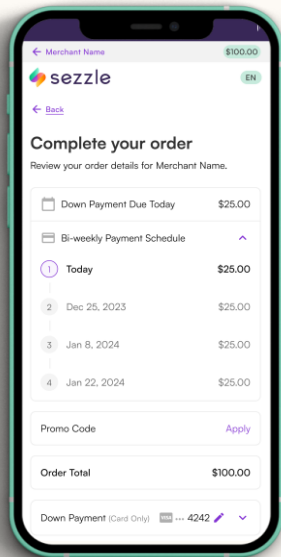 Merchant Name $100.00
sezzle EN
Back
Complete your order
Review your order details for Merchant Name.
Down Payment Due Today $25.00
Bi-weekly Payment Schedule
1 Today $25.00
2 Dec 25, 2023 $25.00
3 Jan 8, 2024 $25.00
4 Jan 22, 2024 $25.00
Promo Code Apply
Order Total $100.00
Down Payment (Card Only) VISA ··· 4242